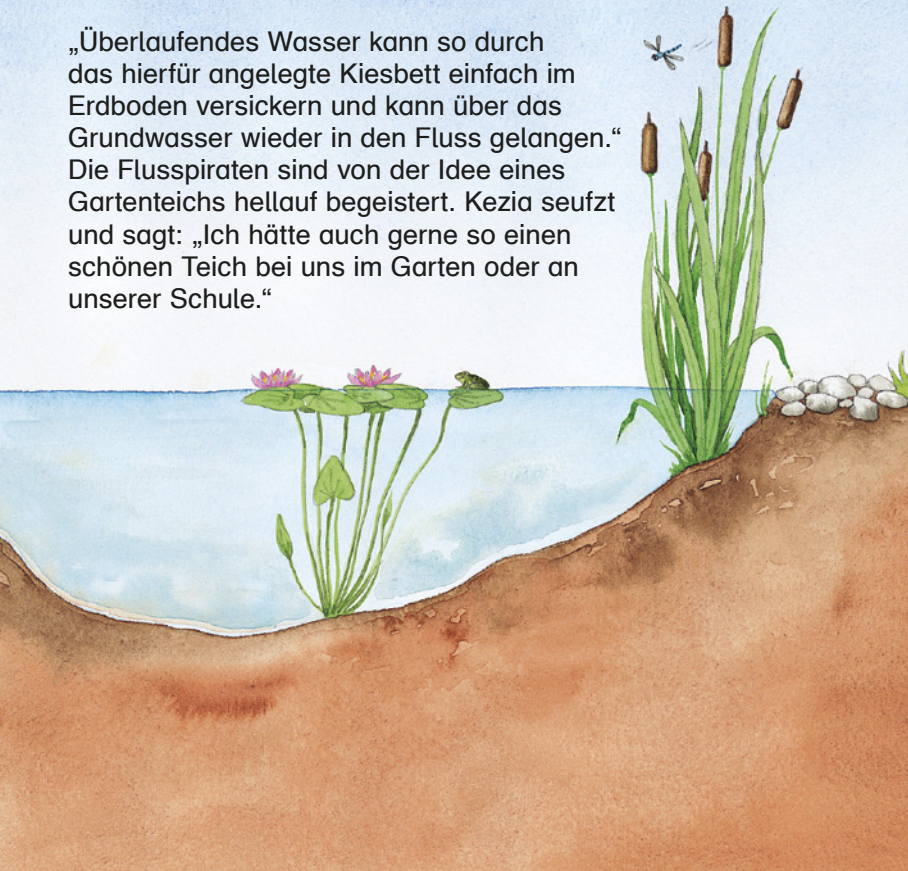 „Überlaufendes Wasser kann so durch
das hierfür angelegte Kiesbett einfach im
Erdboden versickern und kann über das
Grundwasser wieder in den Fluss gelangen.“
Die Flusspiraten sind von der Idee eines
Gartenteichs hellauf begeistert. Kezia seufzt
und sagt: „Ich hätte auch gerne so einen
schönen Teich bei uns im Garten oder an
unserer Schule.“